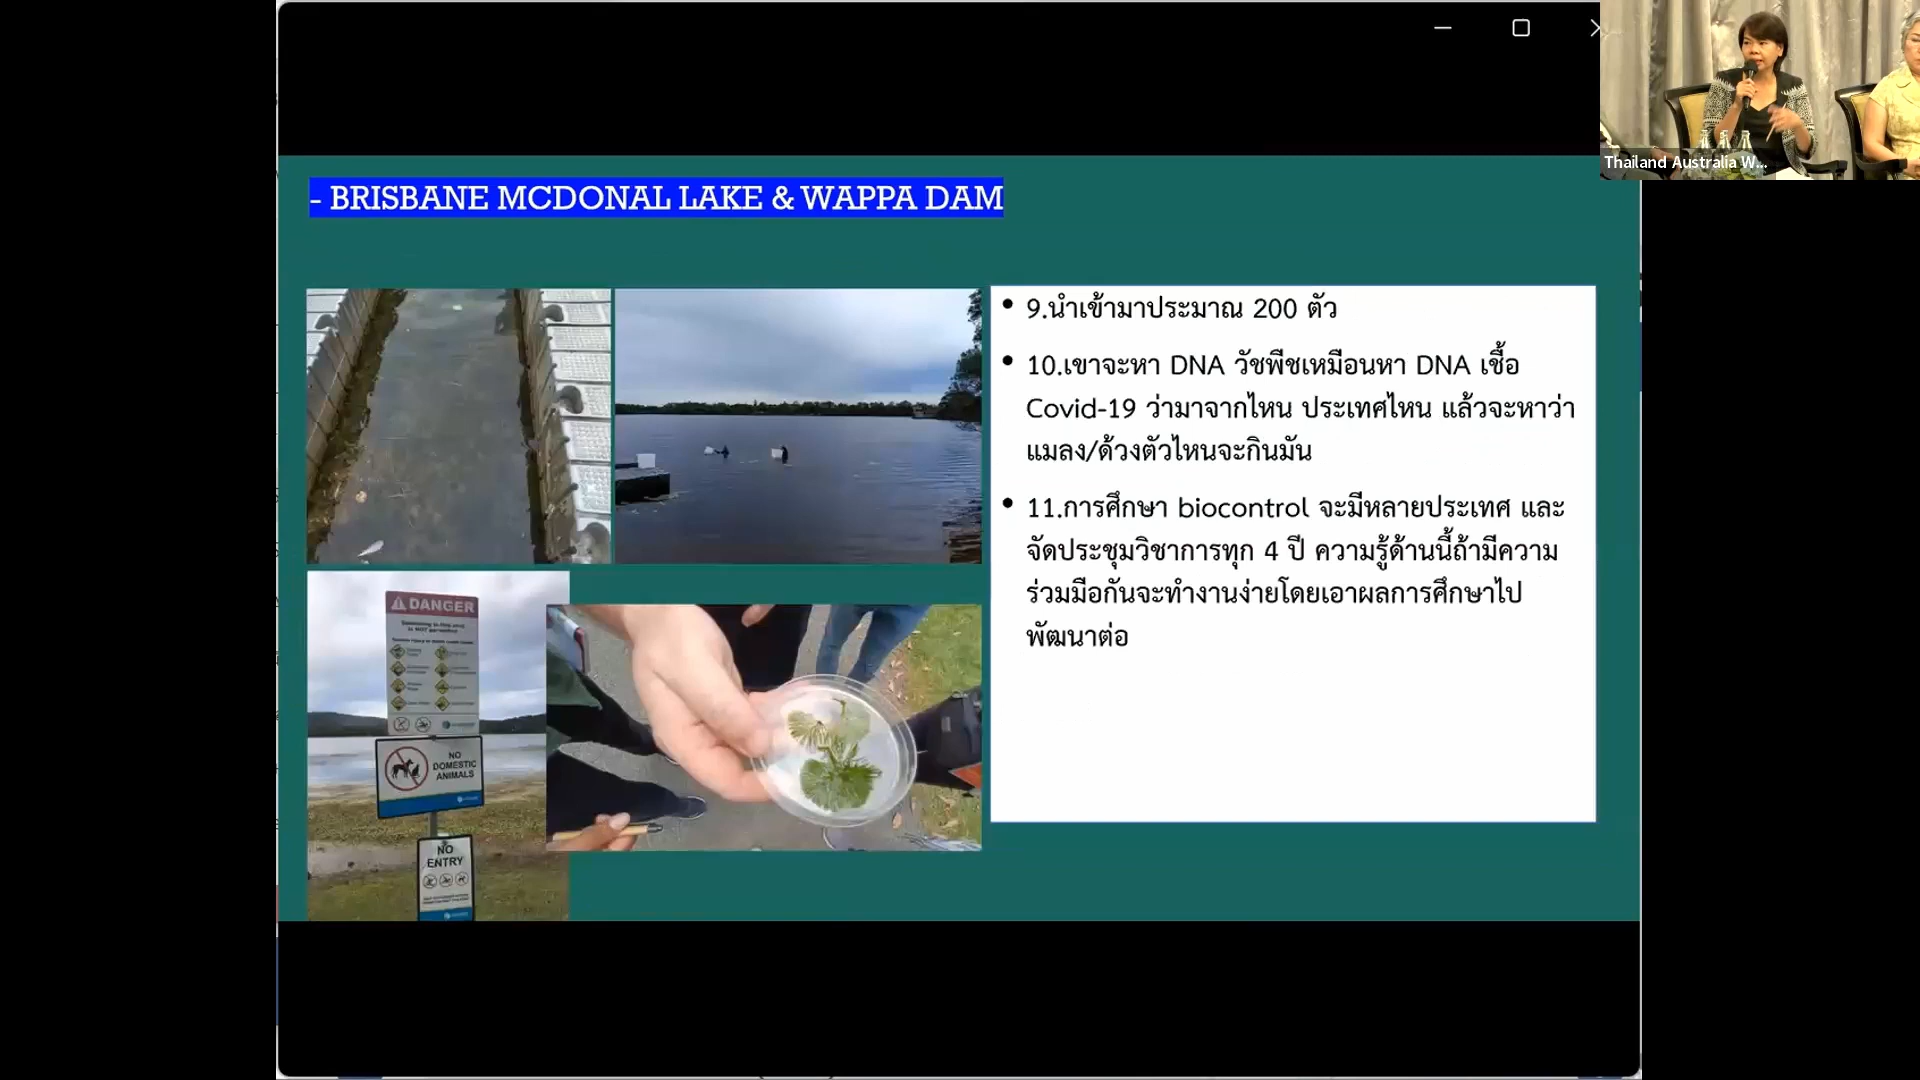 Thailand Australia W...
- BRISBANE MCDONAL LAKE & WAPPA DAM
• 9.นำเข้ามาประมาณ 200 ตัว
• 10.เขาจะหา DNA วัชพืชเหมือนหา DNA เชื้อ
Covid-19 ว่ามาจากไหน ประเทศไหน แล้วจะหาว่า
แมลง/ด้วงตัวไหนจะกินมัน
• 11.การศึกษา biocontrol จะมีหลายประเทศ และ
จัดประชุมวิชาการทุก 4 ปี ความรู้ด้านนี้ถ้ามีความ
ร่วมมือกันจะทำงานง่ายโดยเอาผลการศึกษาไป
พัฒนาต่อ
DANGER
NO
DOMESTIC
ANIMALS
NO
ENTRY